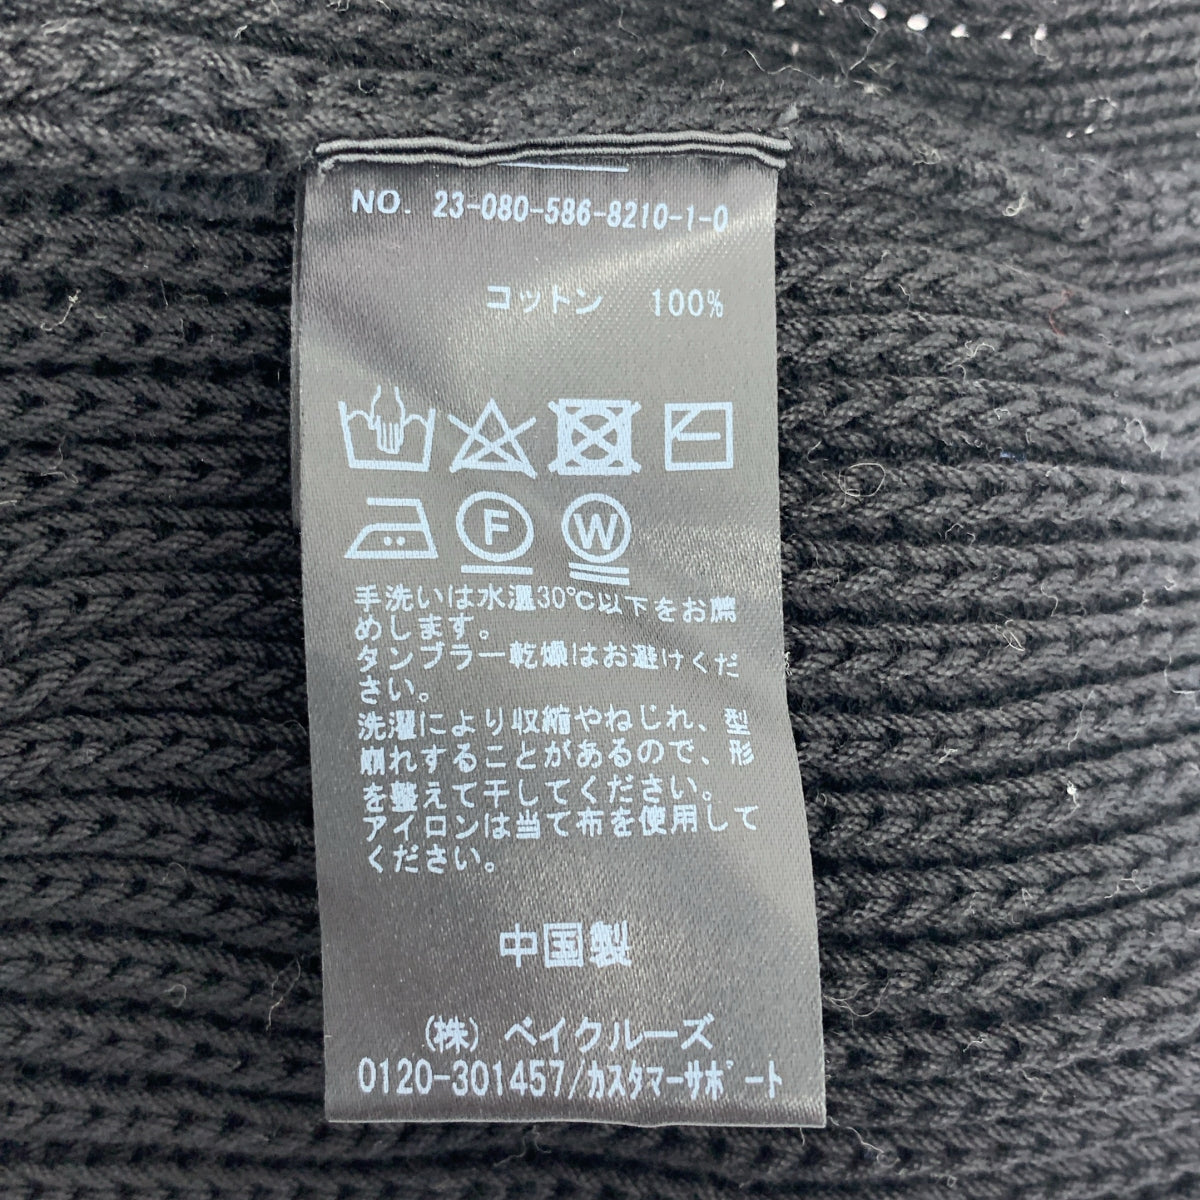 NO. 23-080-586-8210-1-0
コットン 100%
F W
手洗いは水温30℃以下をお薦
めします。
タンブラー乾燥はお避けくだ
さい。
洗濯により収縮やねじれ、型
崩れすることがあるので、形
を整えて干してください。
アイロンは当て布を使用して
ください。
中国製
(株) ベイクルーズ
0120-301457/カスタマーサポート